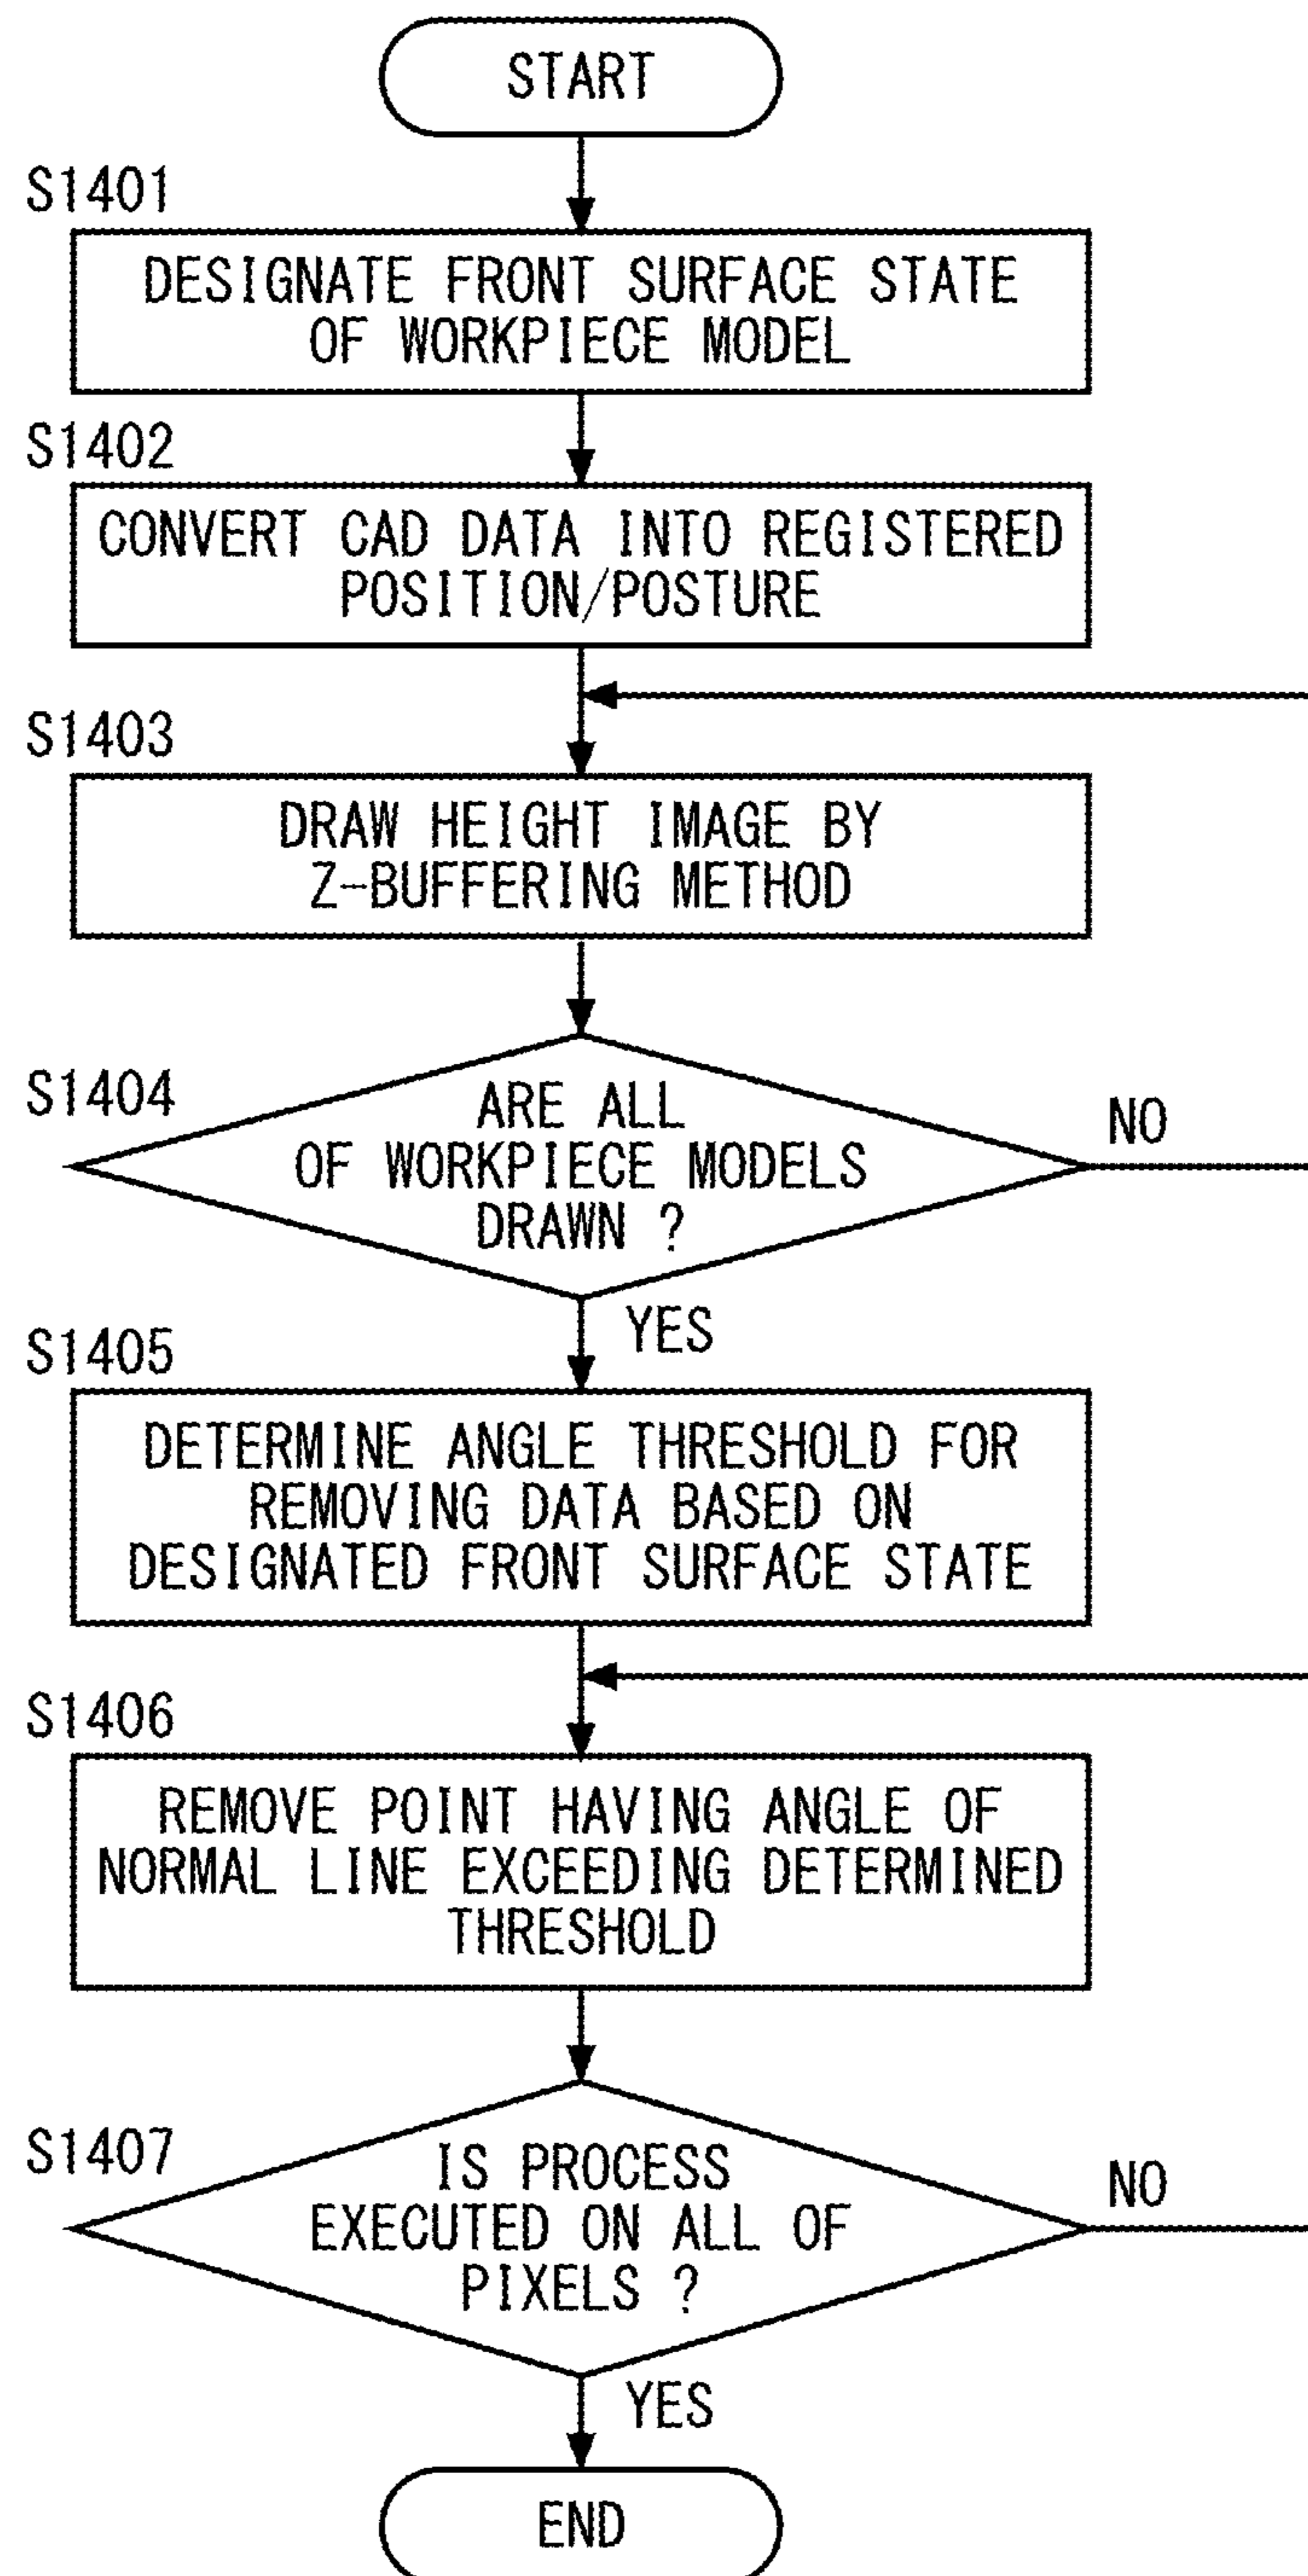 START
S1401
DESIGNATE FRONT SURFACE STATE
OF WORKPIECE MODEL
S1402
CONVERT CAD DATA INTO REGISTERED
POSITION/POSTURE
S1403
DRAW HEIGHT IMAGE BY
Z-BUFFERING METHOD
S1404
ARE ALL
OF WORKPIECE MODELS
DRAWN ?
NO
YES
S1405
DETERMINE ANGLE THRESHOLD FOR
REMOVING DATA BASED ON
DESIGNATED FRONT SURFACE STATE
S1406
REMOVE POINT HAVING ANGLE OF
NORMAL LINE EXCEEDING DETERMINED
THRESHOLD
S1407
IS PROCESS
EXECUTED ON ALL OF
PIXELS ?
NO
YES
END